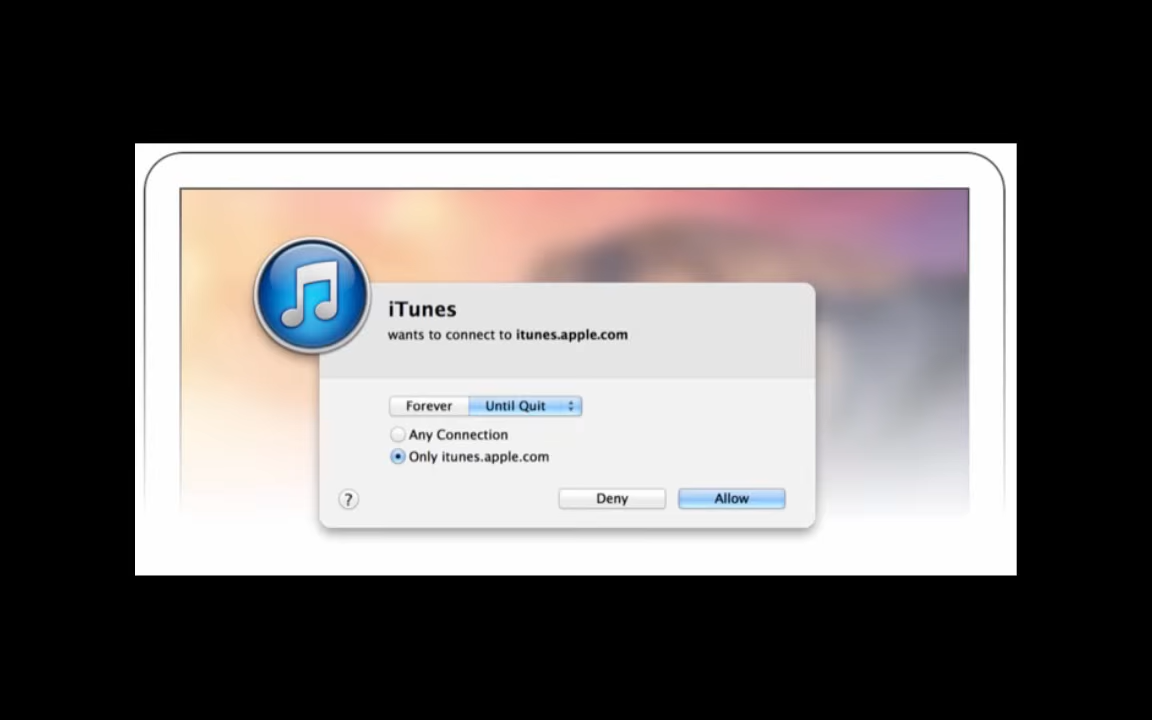 iTunes
wants to connect to itunes.apple.com
Forever Until Quit
Any Connection
Only itunes.apple.com
? Deny Allow